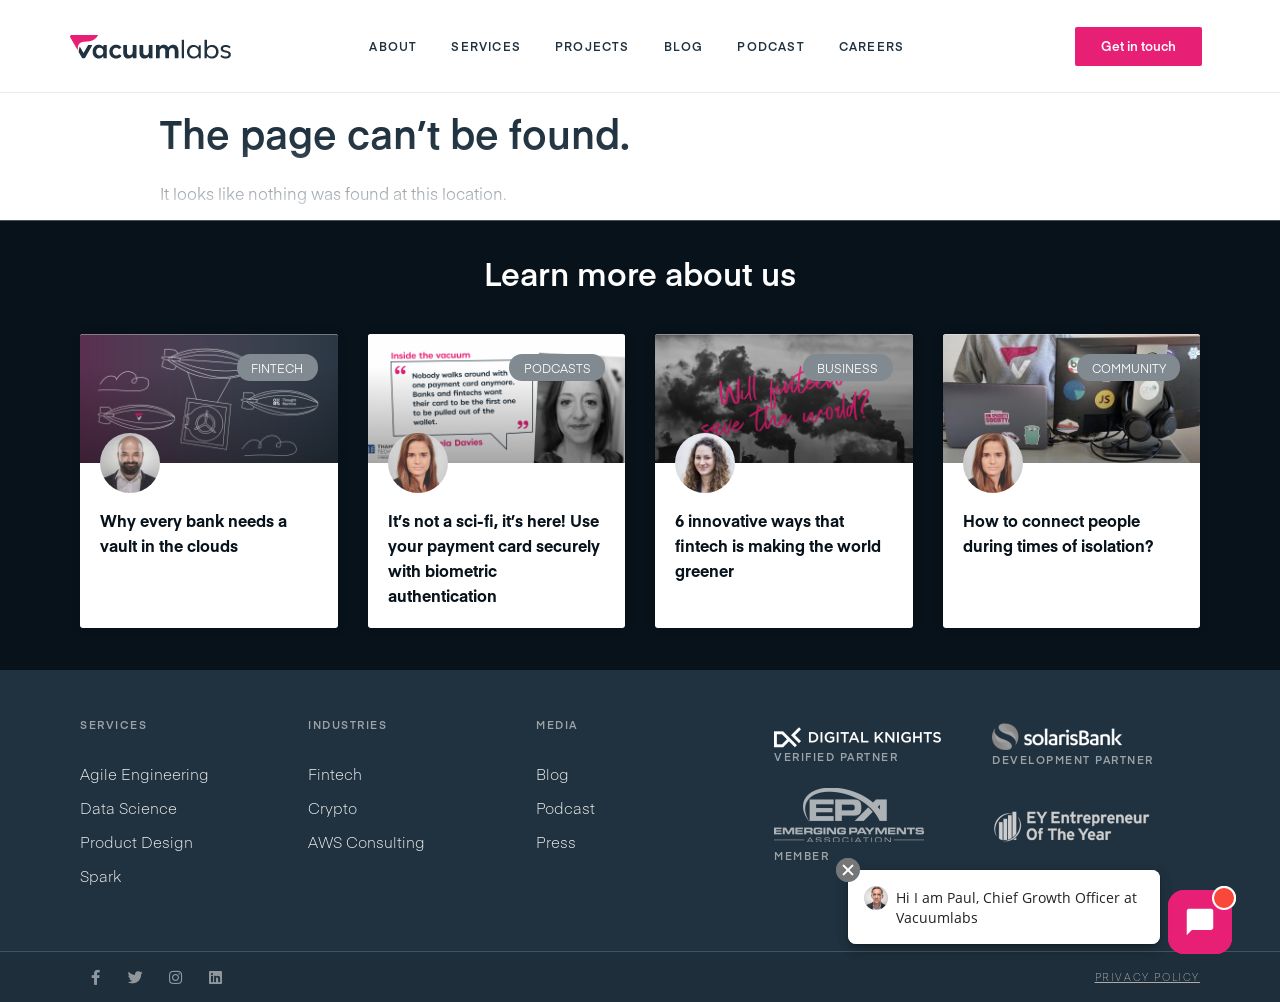 vacuumlabs
ABOUT SERVICES PROJECTS BLOG PODCAST CAREERS
Get in touch
The page can't be found.
It looks like nothing was found at this location.
Learn more about us
FINTECH
Why every bank needs a
vault in the clouds
Inside the vacuum
PODCASTS
Nobody walks around with
one payment card anymore.
Banks and fintechs want
their card to be the first one
to be pulled out of the
wallet.
Davies
It's not a sci-fi, it's here! Use
your payment card securely
with biometric
authentication
BUSINESS
Will fintech
save the world?
6 innovative ways that
fintech is making the world
greener
COMMUNITY
JS
How to connect people
during times of isolation?
SERVICES
Agile Engineering
Data Science
Product Design
Spark
INDUSTRIES
Fintech
Crypto
AWS Consulting
MEDIA
Blog
Podcast
Press
DIGITAL KNIGHTS
VERIFIED PARTNER
solarisBank
DEVELOPMENT PARTNER
EPA
EMERGING PAYMENTS
ASSOCIATION
MEMBER
EY Entrepreneur
Of The Year
Hi I am Paul, Chief Growth Officer at
Vacuumlabs
PRIVACY POLICY